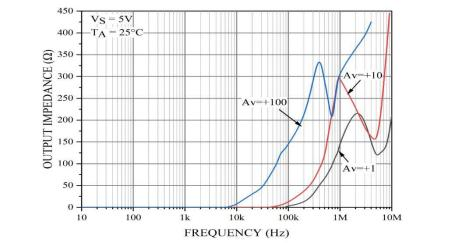 450
400
350
300
250
200
150
100
50
0
OUTPUT IMPEDANCE (Ω)
VS = 5V
TA = 25°C
Av=+100
Av=+10
Av=+1
10
100
1k
10k
100k
1M
10M
FREQUENCY (Hz)